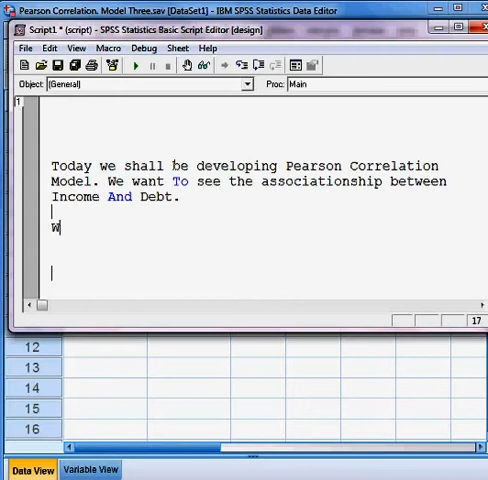 Pearson Correlation. Model Three.sav [DataSet1] - IBM SPSS Statistics Data Editor
Script1 * (script) - SPSS Statistics Basic Script Editor [design]
File Edit View Macro Debug Sheet Help
Object: (General) Proc: Main
1
Today we shall be developing Pearson Correlation
Model. We want To see the associationship between
Income And Debt.
W
17
12
13
14
15
16
Data View Variable View